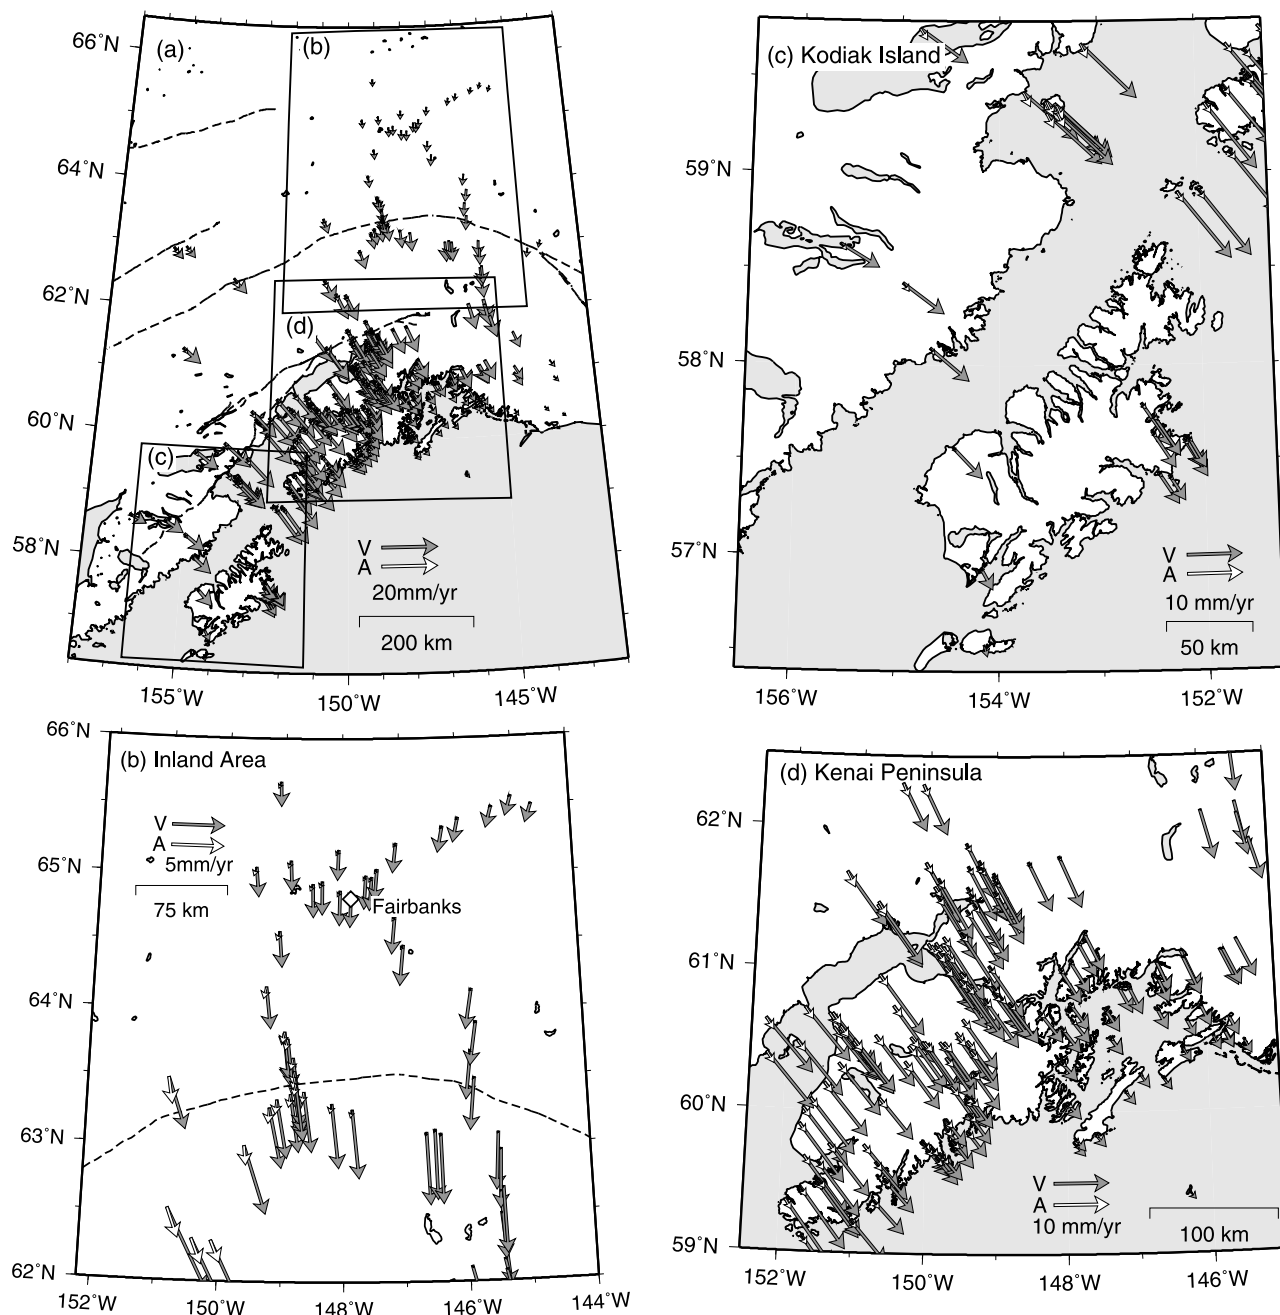 (a)
(b)
(c)
(d)
66˚N
64˚N
62˚N
60˚N
58˚N
V
A
20mm/yr
200 km
155˚W
150˚W
145˚W
(c) Kodiak Island
59˚N
58˚N
57˚N
V
A
10 mm/yr
50 km
156˚W
154˚W
152˚W
(b) Inland Area
66˚N
65˚N
64˚N
63˚N
62˚N
V
A
5mm/yr
75 km
Fairbanks
152˚W
150˚W
148˚W
146˚W
144˚W
(d) Kenai Peninsula
62˚N
61˚N
60˚N
59˚N
V
A
10 mm/yr
100 km
152˚W
150˚W
148˚W
146˚W